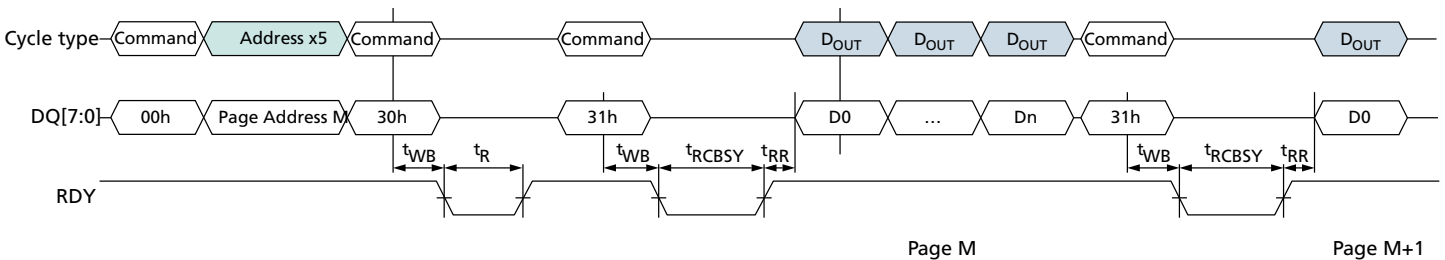 Cycle type Command Address x5 Command Command DOUT DOUT DOUT Command DOUT
DQ[7:0] 00h Page Address M 30h 31h D0 … Dn 31h D0
tWB tR tWB tRCBSY tRR tWB tRCBSY tRR
RDY
Page M Page M+1